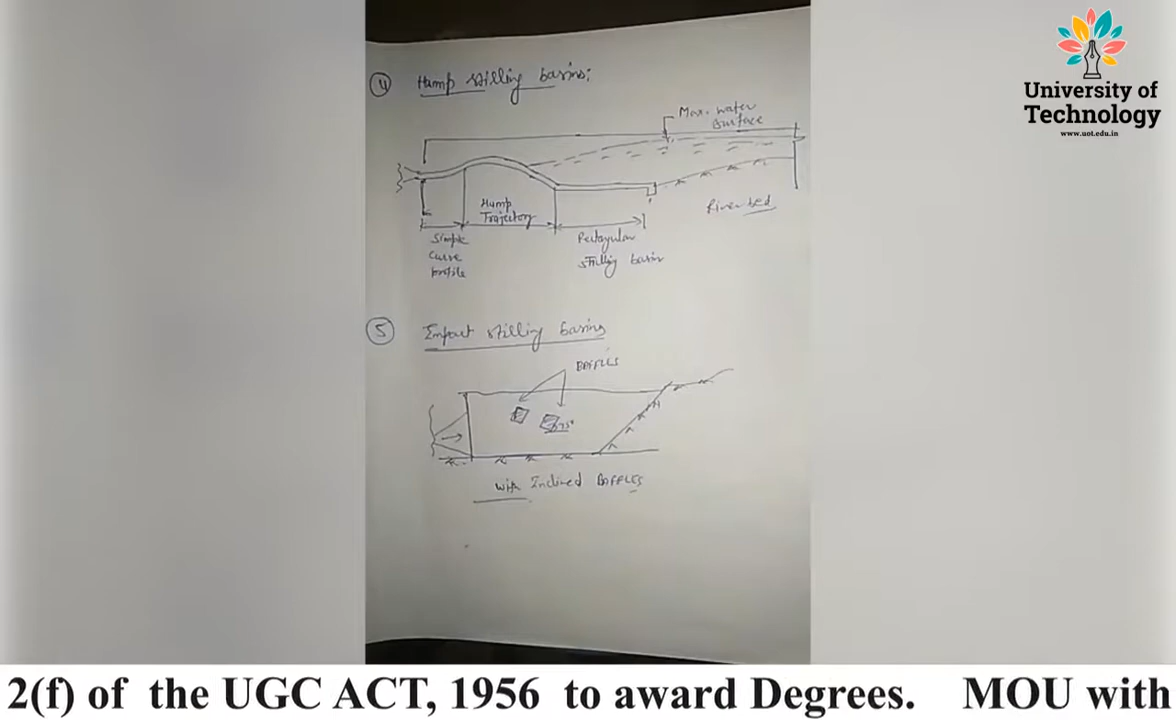 University of
Technology
www.uot.edu.in
④ Hump stilling basins:
Max. water
surface
Hump
Trajectory
River bed
Simple
curve
profile
Rectangular
stilling basin
⑤ Impact stilling basins
BAFFLES
with Inclined BAFFLES
2(f) of the UGC ACT, 1956 to award Degrees. MOU with